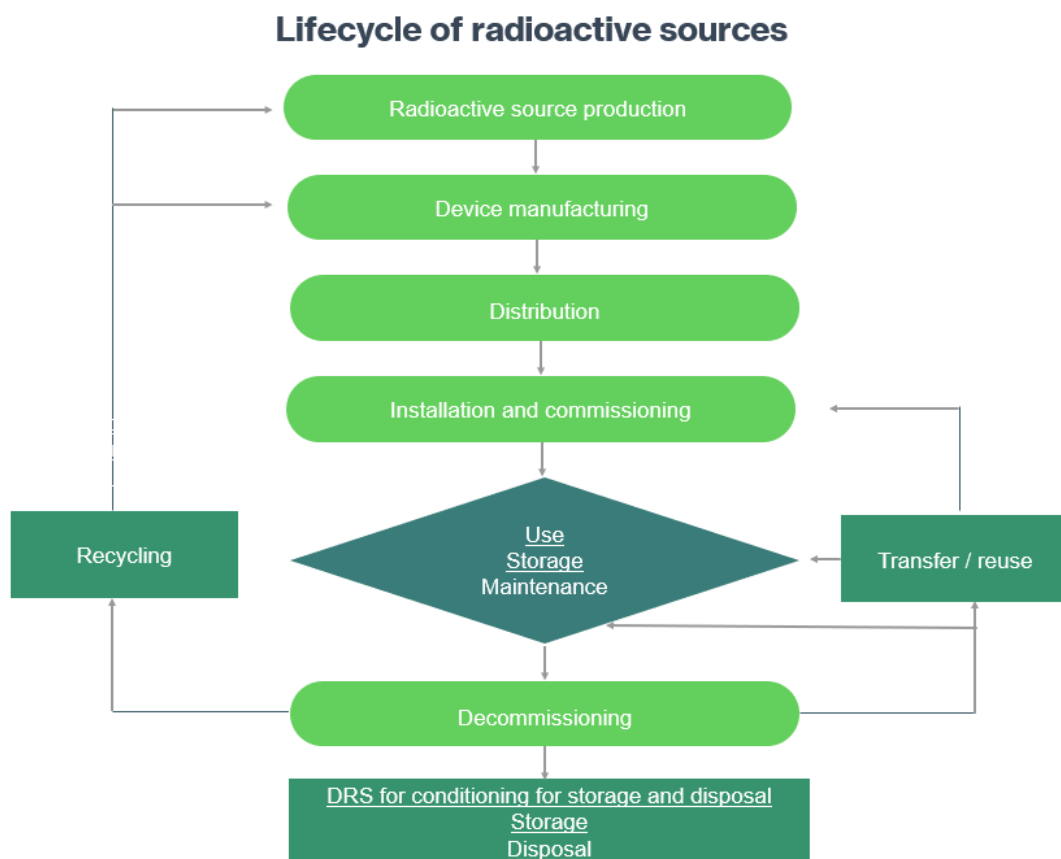 Lifecycle of radioactive sources
Radioactive source production
Device manufacturing
Distribution
Installation and commissioning
Recycling
Use
Storage
Maintenance
Transfer / reuse
Decommissioning
DRS for conditioning for storage and disposal
Storage
Disposal